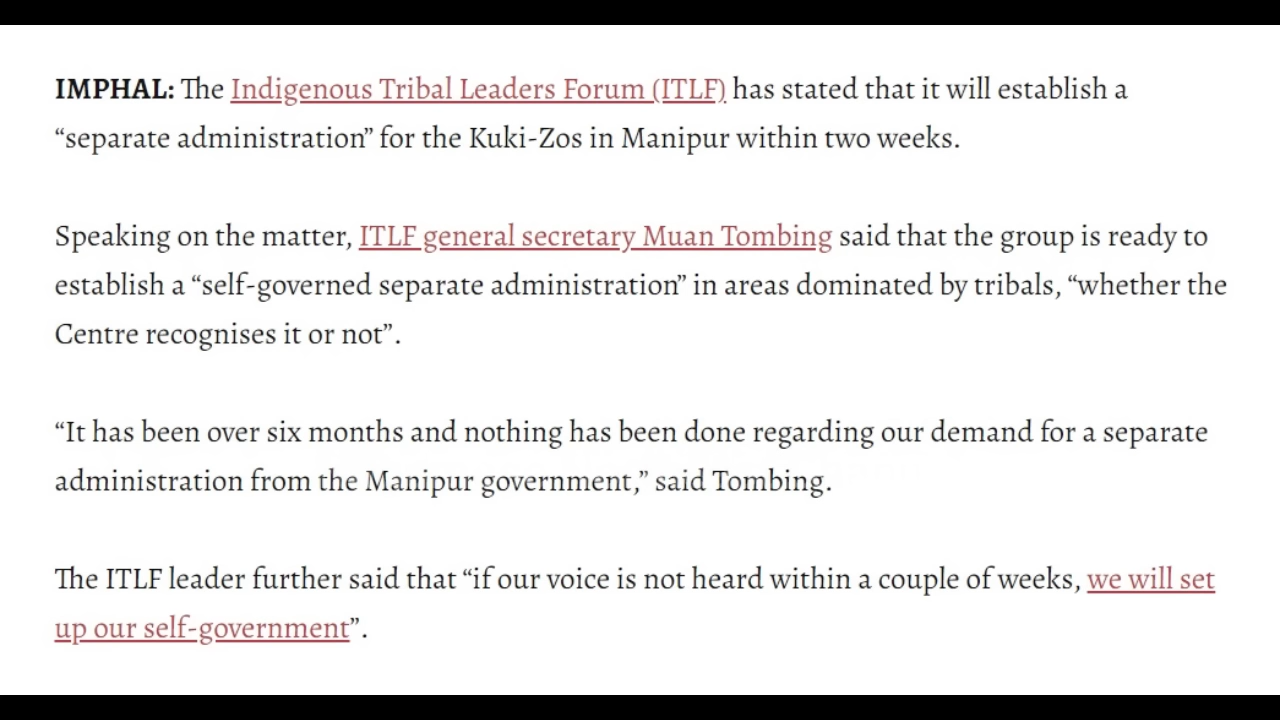 IMPHAL: The Indigenous Tribal Leaders Forum (ITLF) has stated that it will establish a
“separate administration” for the Kuki-Zos in Manipur within two weeks.
Speaking on the matter, ITLF general secretary Muan Tombing said that the group is ready to
establish a “self-governed separate administration” in areas dominated by tribals, “whether the
Centre recognises it or not”.
“It has been over six months and nothing has been done regarding our demand for a separate
administration from the Manipur government,” said Tombing.
The ITLF leader further said that “if our voice is not heard within a couple of weeks, we will set
up our self-government”.